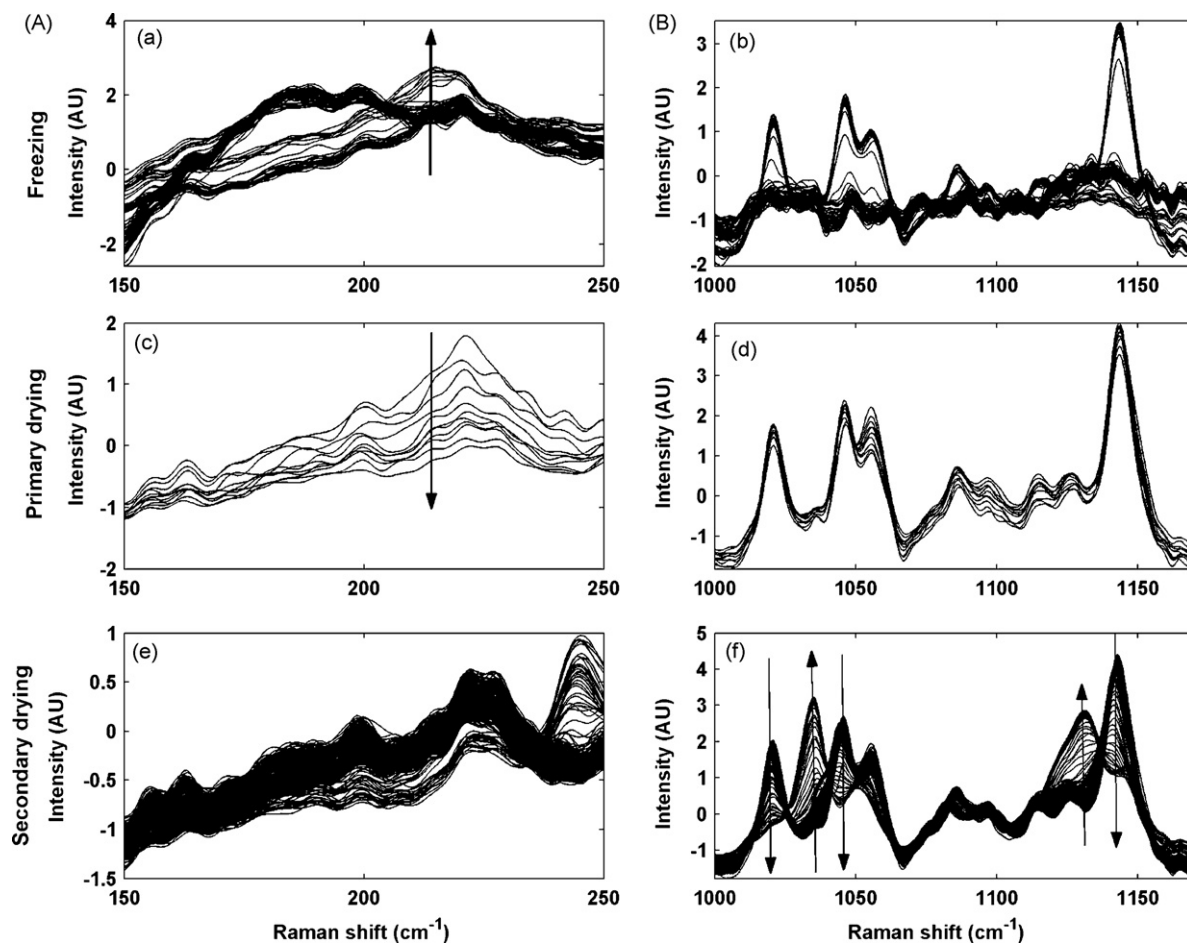 (A)
(B)
Freezing
Intensity (AU)
(a)
4
2
0
-2
150
200
250
Intensity (AU)
(b)
3
2
1
0
-1
-2
1000
1050
1100
1150
Primary drying
Intensity (AU)
(c)
2
1
0
-1
-2
150
200
250
Intensity (AU)
(d)
4
3
2
1
0
-1
1000
1050
1100
1150
Secondary drying
Intensity (AU)
(e)
1
0.5
0
-0.5
-1
-1.5
150
200
250
Raman shift (cm⁻¹)
Intensity (AU)
(f)
5
4
3
2
1
0
-1
1000
1050
1100
1150
Raman shift (cm⁻¹)